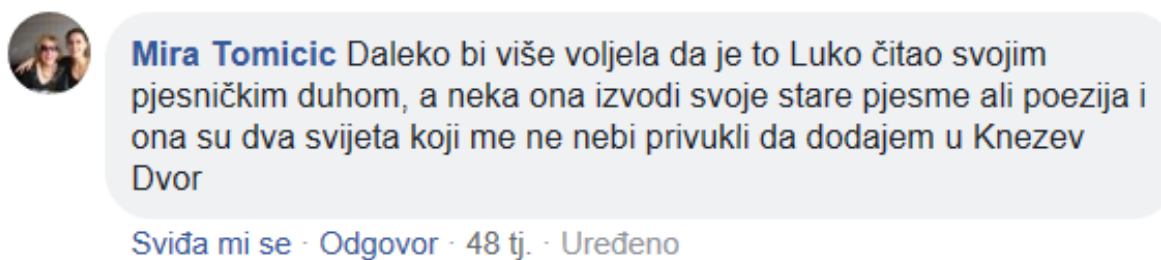 Mira Tomicic Daleko bi više voljela da je to Luko čitao svojim
pjesničkim duhom, a neka ona izvodi svoje stare pjesme ali poezija i
ona su dva svijeta koji me ne nebi privukli da dodajem u Knezev
Dvor
Sviđa mi se · Odgovor · 48 tj. · Uređeno